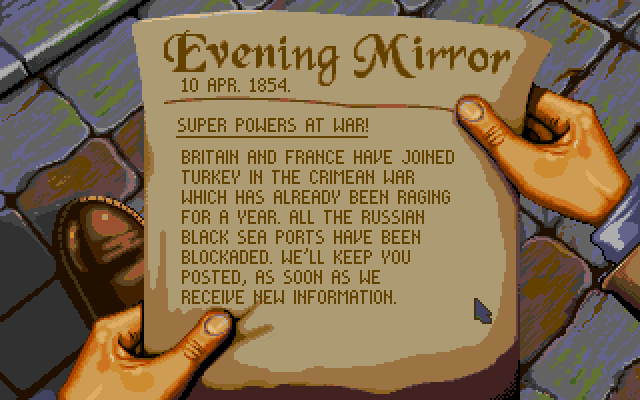 Evening Mirror
10 APR. 1854.
SUPER POWERS AT WAR!
BRITAIN AND FRANCE HAVE JOINED
TURKEY IN THE CRIMEAN WAR
WHICH HAS ALREADY BEEN RAGING
FOR A YEAR. ALL THE RUSSIAN
BLACK SEA PORTS HAVE BEEN
BLOCKADED. WE'LL KEEP YOU
POSTED, AS SOON AS WE
RECEIVE NEW INFORMATION.